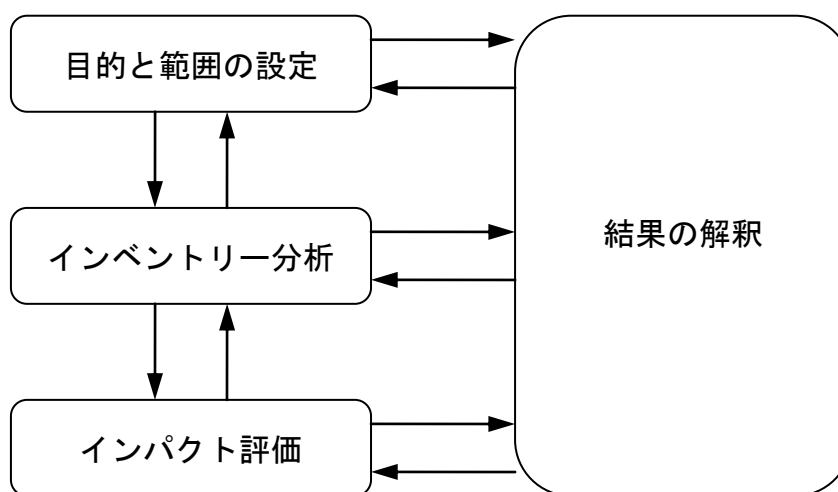 目的と範囲の設定
インベントリー分析
結果の解釈
インパクト評価